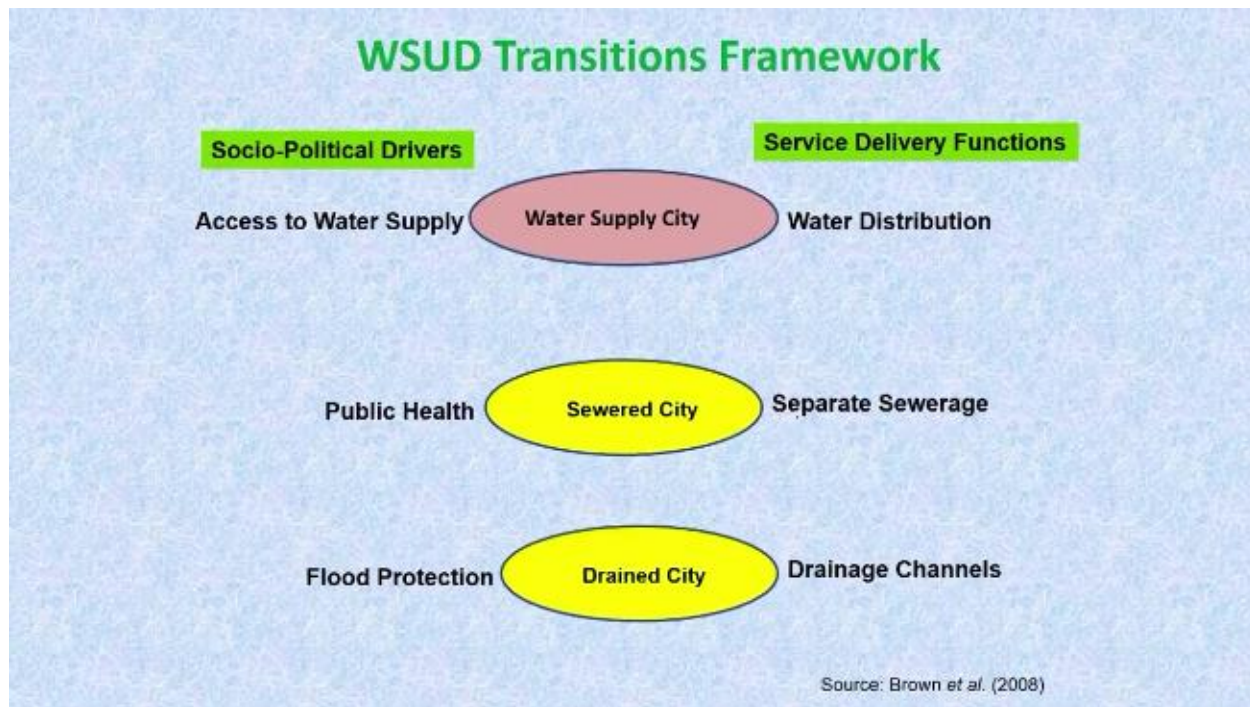 WSUD Transitions Framework
Socio-Political Drivers
Service Delivery Functions
Access to Water Supply
Water Supply City
Water Distribution
Public Health
Sewered City
Separate Sewerage
Flood Protection
Drained City
Drainage Channels
Source: Brown et al. (2008)